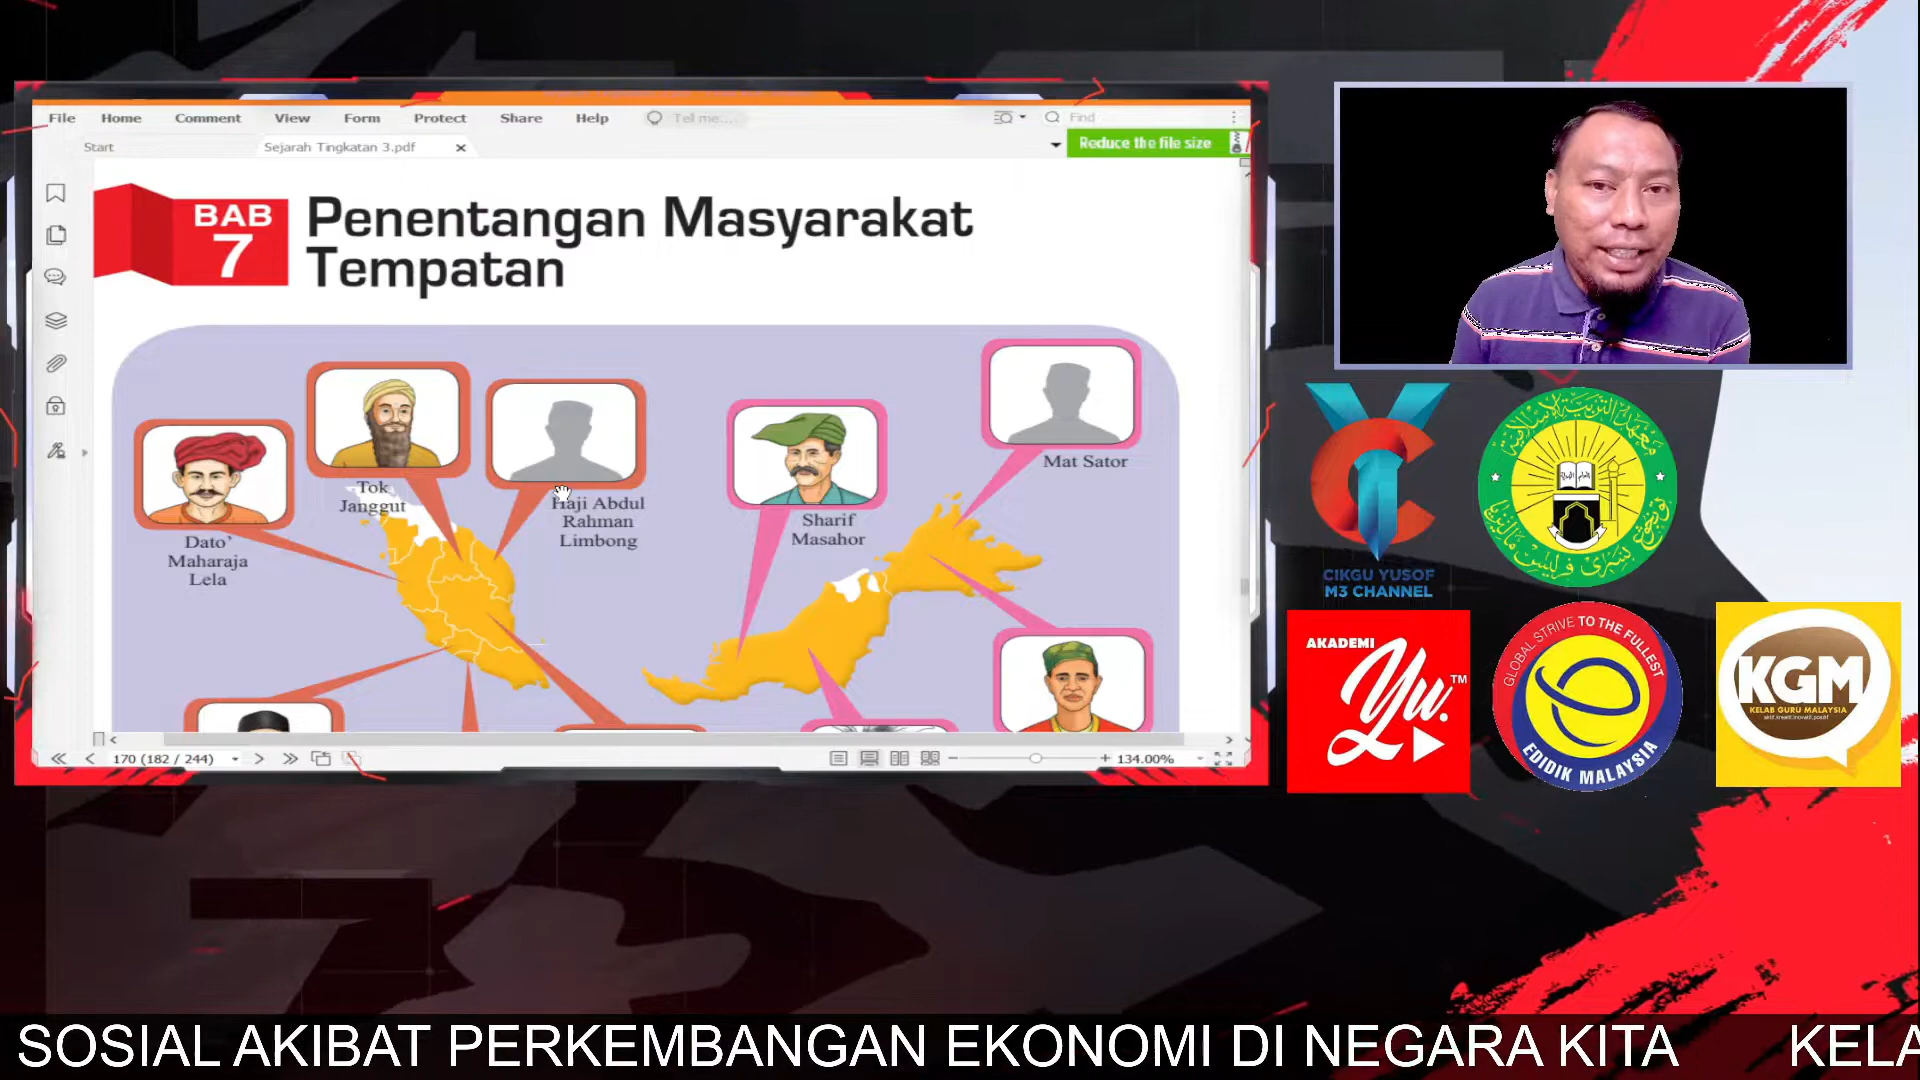 File Home Comment View Form Protect Share Help Tell me.... Find
Start Sejarah Tingkatan 3.pdf Reduce the file size
BAB
7
Penentangan Masyarakat
Tempatan
Dato'
Maharaja
Lela
Tok
Janggut
Haji Abdul
Rahman
Limbong
Sharif
Masahor
Mat Sator
170 (182 / 244) 134.00%
CIKGU YUSOF
M3 CHANNEL
AKADEMI
Yu.
TM
GLOBAL STRIVE TO THE FULLEST
EDIDIK MALAYSIA
KGM
KELAB GURU MALAYSIA
SOSIAL AKIBAT PERKEMBANGAN EKONOMI DI NEGARA KITA KELA